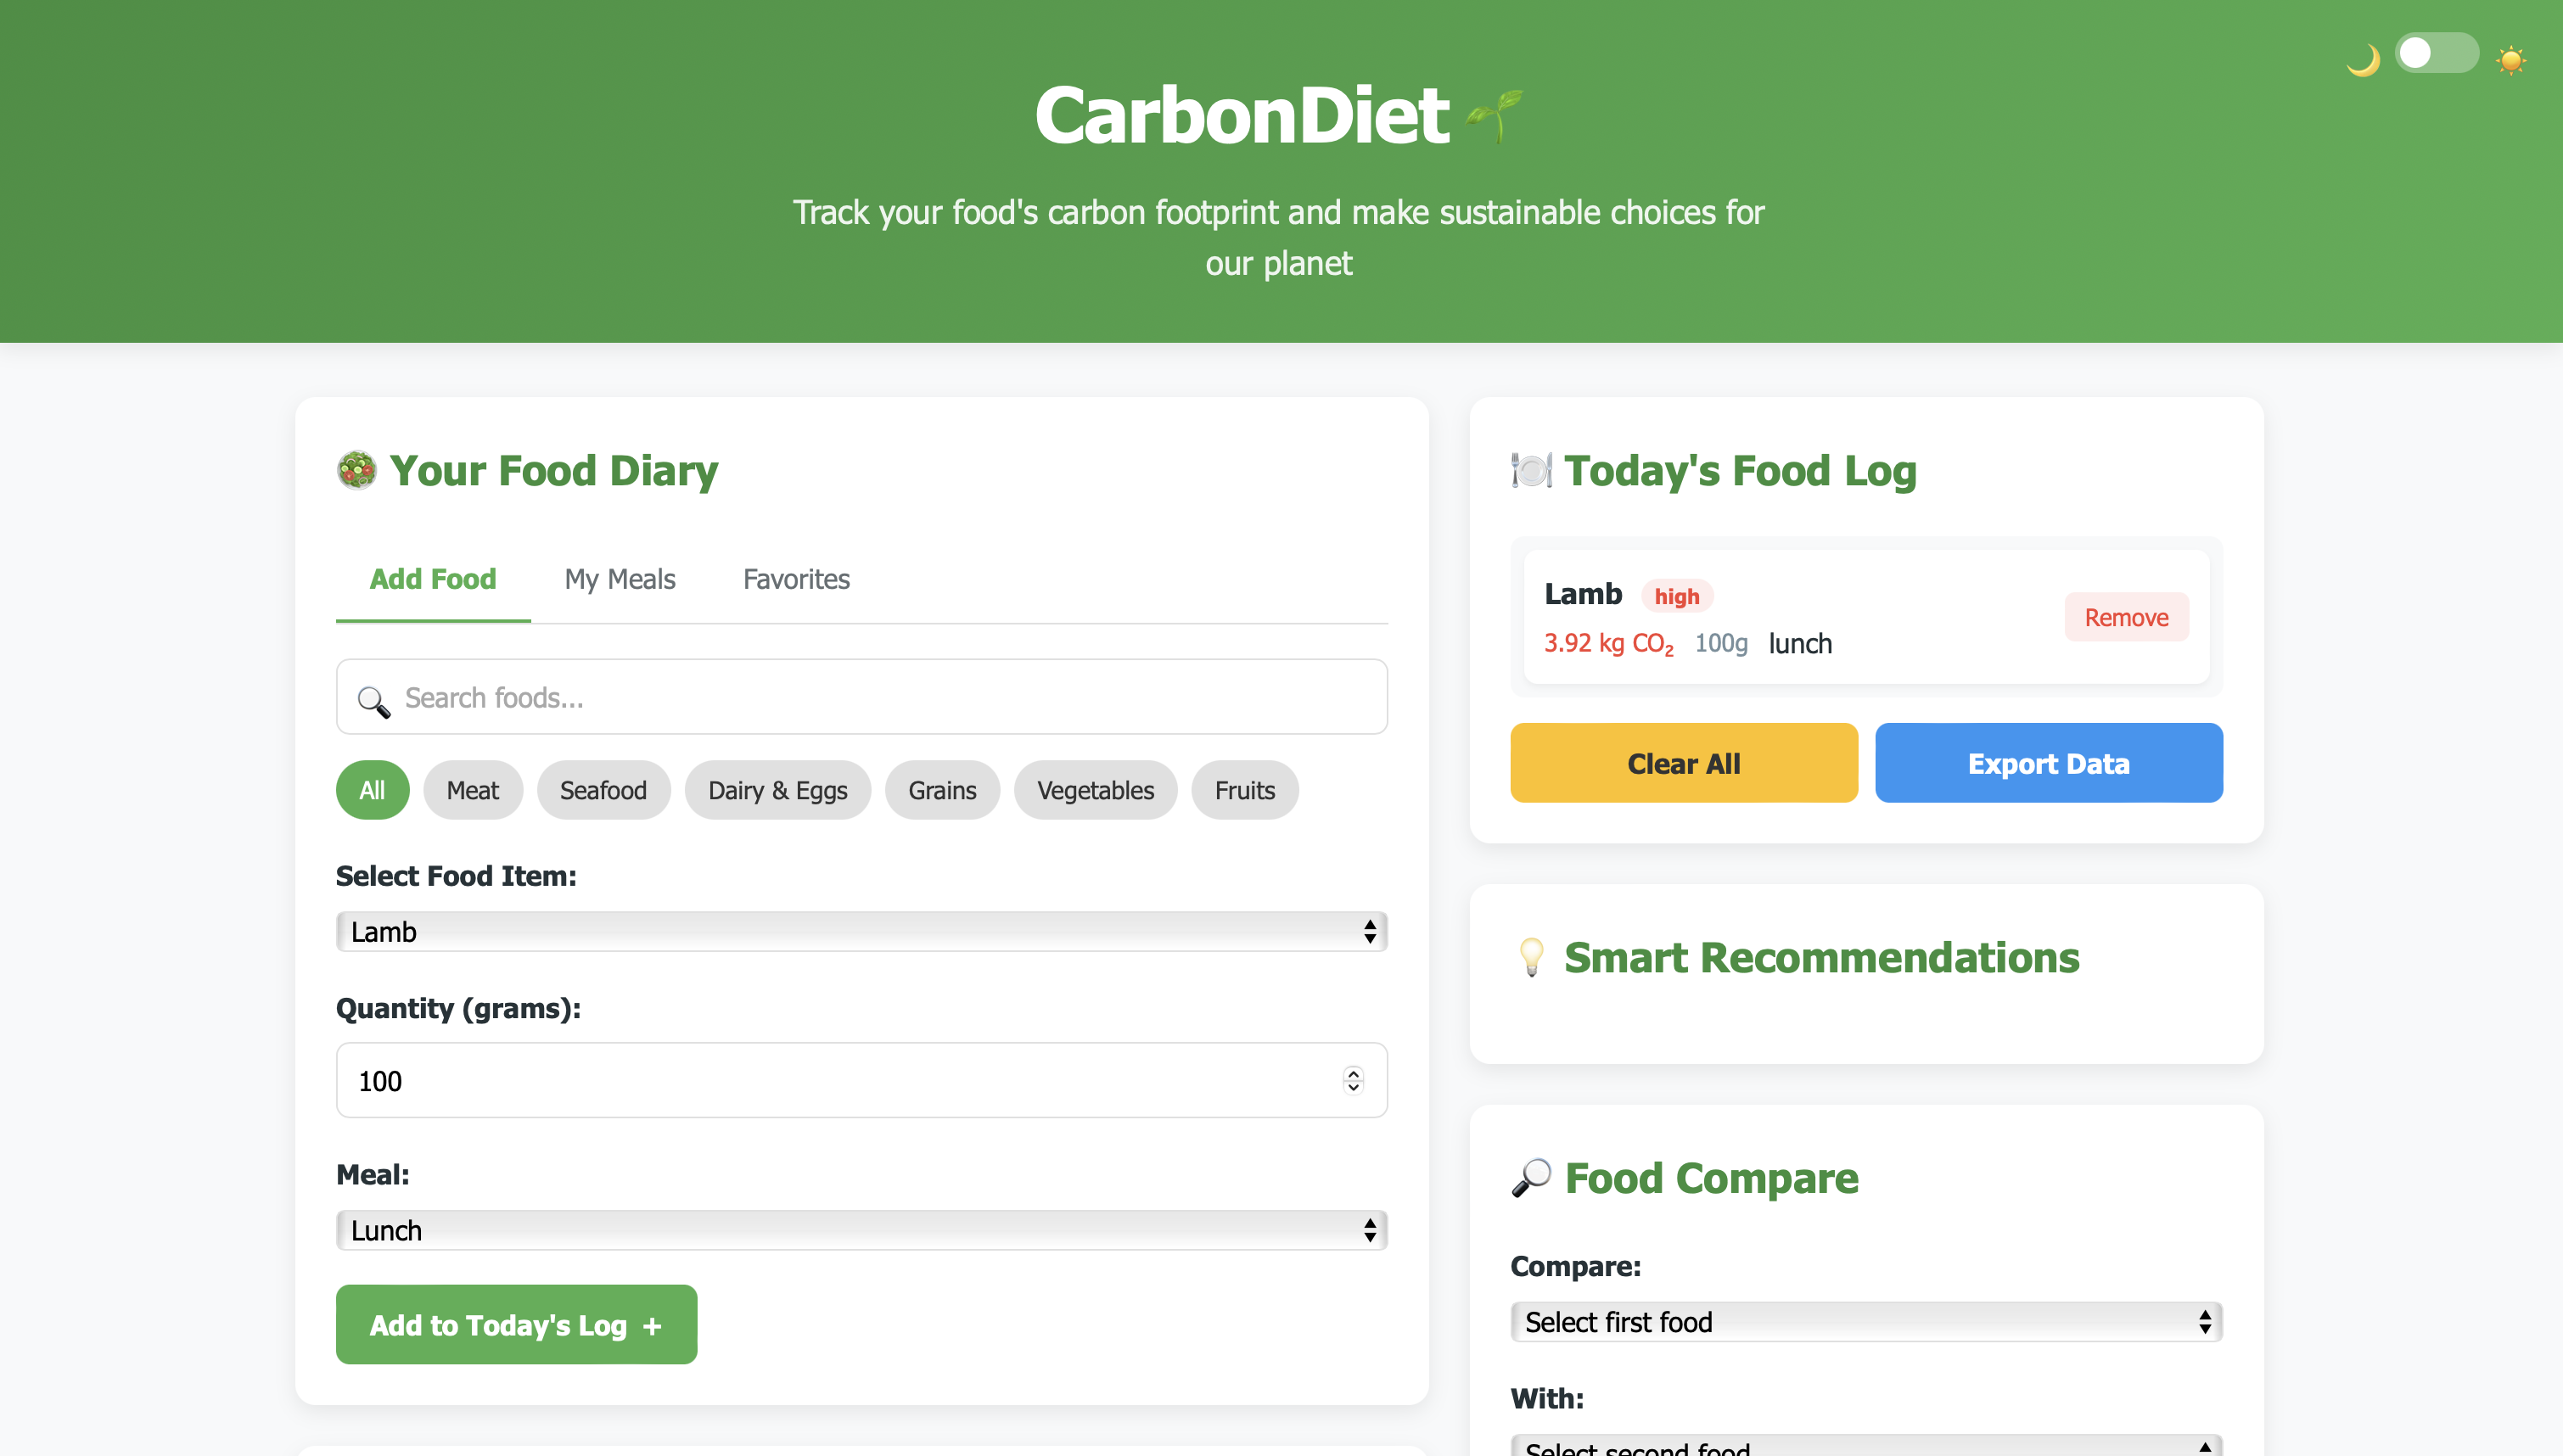 CarbonDiet
Track your food's carbon footprint and make sustainable choices for
our planet
Your Food Diary
Add Food
My Meals
Favorites
Search foods...
All
Meat
Seafood
Dairy & Eggs
Grains
Vegetables
Fruits
Select Food Item:
Lamb
Quantity (grams):
100
Meal:
Lunch
Add to Today's Log +
Today's Food Log
Lamb high
3.92 kg CO₂ 100g lunch
Remove
Clear All
Export Data
Smart Recommendations
Food Compare
Compare:
Select first food
With:
Select second food